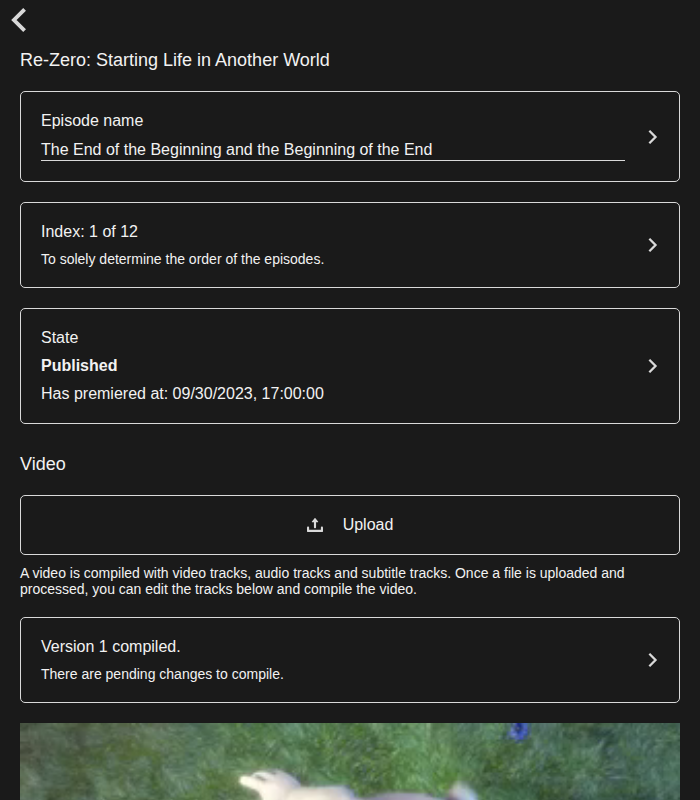 Re-Zero: Starting Life in Another World
Episode name
The End of the Beginning and the Beginning of the End
Index: 1 of 12
To solely determine the order of the episodes.
State
Published
Has premiered at: 09/30/2023, 17:00:00
Video
Upload
A video is compiled with video tracks, audio tracks and subtitle tracks. Once a file is uploaded and
processed, you can edit the tracks below and compile the video.
Version 1 compiled.
There are pending changes to compile.